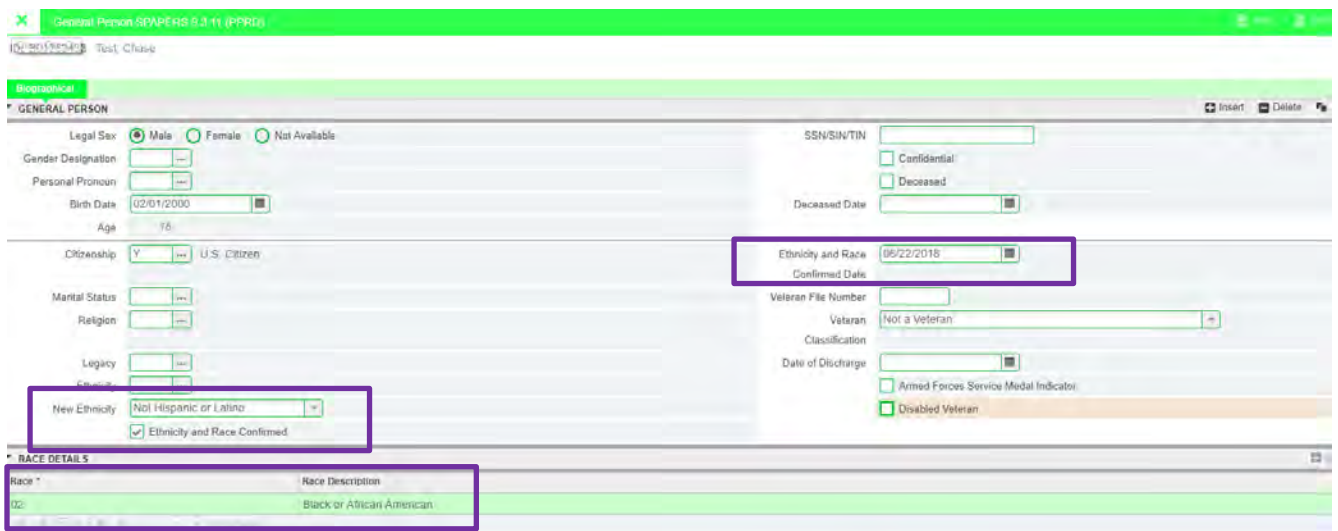 General Person SPAPERS 9.3.11 (PPRD)
Test, Chase
Biographical
GENERAL PERSON
Insert Delete
Legal Sex Male Female Not Available SSN/SIN/TIN
Gender Designation ... Confidential
Personal Pronoun ... Deceased
Birth Date 02/01/2000 Deceased Date
Age 18
Citizenship Y ... U.S. Citizen Ethnicity and Race 06/22/2018
Confirmed Date
Marital Status ... Veteran File Number
Religion ... Veteran Not a Veteran
Classification
Legacy ... Date of Discharge
Ethnicity ... Armed Forces Service Medal Indicator
New Ethnicity Not Hispanic or Latino Disabled Veteran
Ethnicity and Race Confirmed
RACE DETAILS
Race * Race Description
02 Black or African American